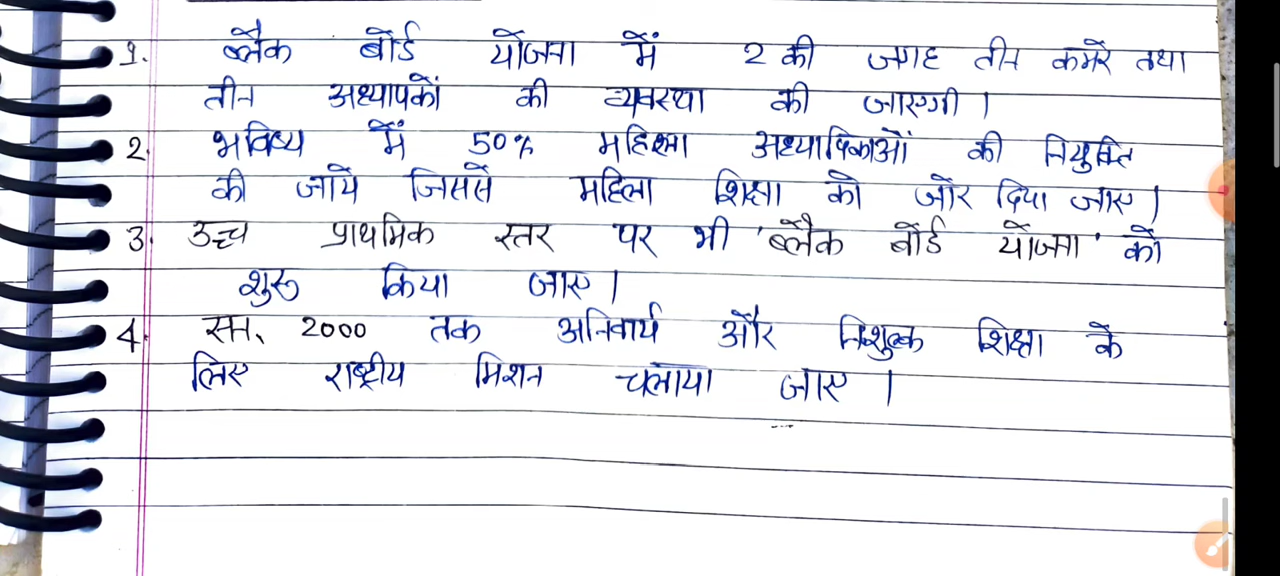 1. ब्लैक बोर्ड योजना में 2 की जगह तीन कमरे तथा
तीन अध्यापकों की व्यवस्था की जाएगी।
2. भविष्य में 50% महिला अध्यापिकाओं की नियुक्ति
की जाये जिससे महिला शिक्षा को जोर दिया जाए।
3. उच्च प्राथमिक स्तर पर भी 'ब्लैक बोर्ड योजना' को
शुरू किया जाए।
4. सन् 2000 तक अनिवार्य और निशुल्क शिक्षा के
लिए राष्ट्रीय मिशन चलाया जाए।